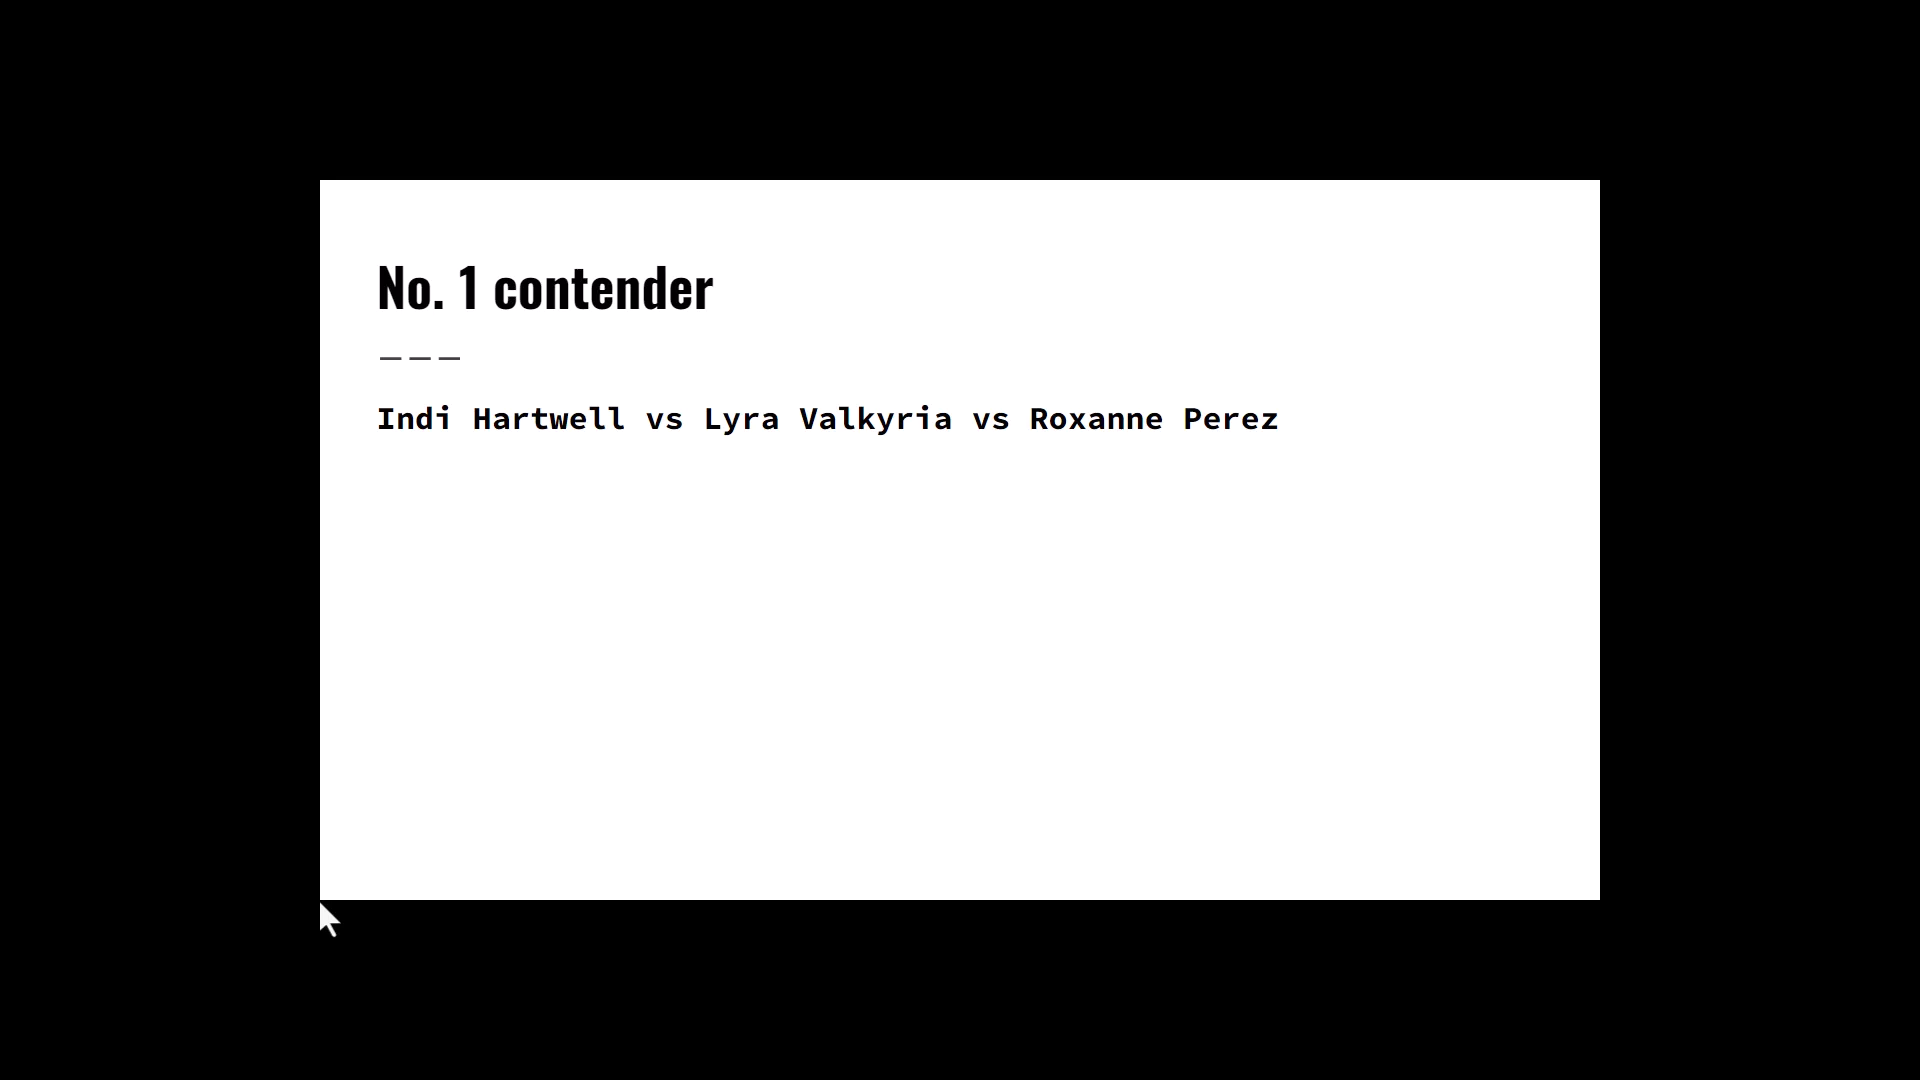 No. 1 contender
———
Indi Hartwell vs Lyra Valkyria vs Roxanne Perez